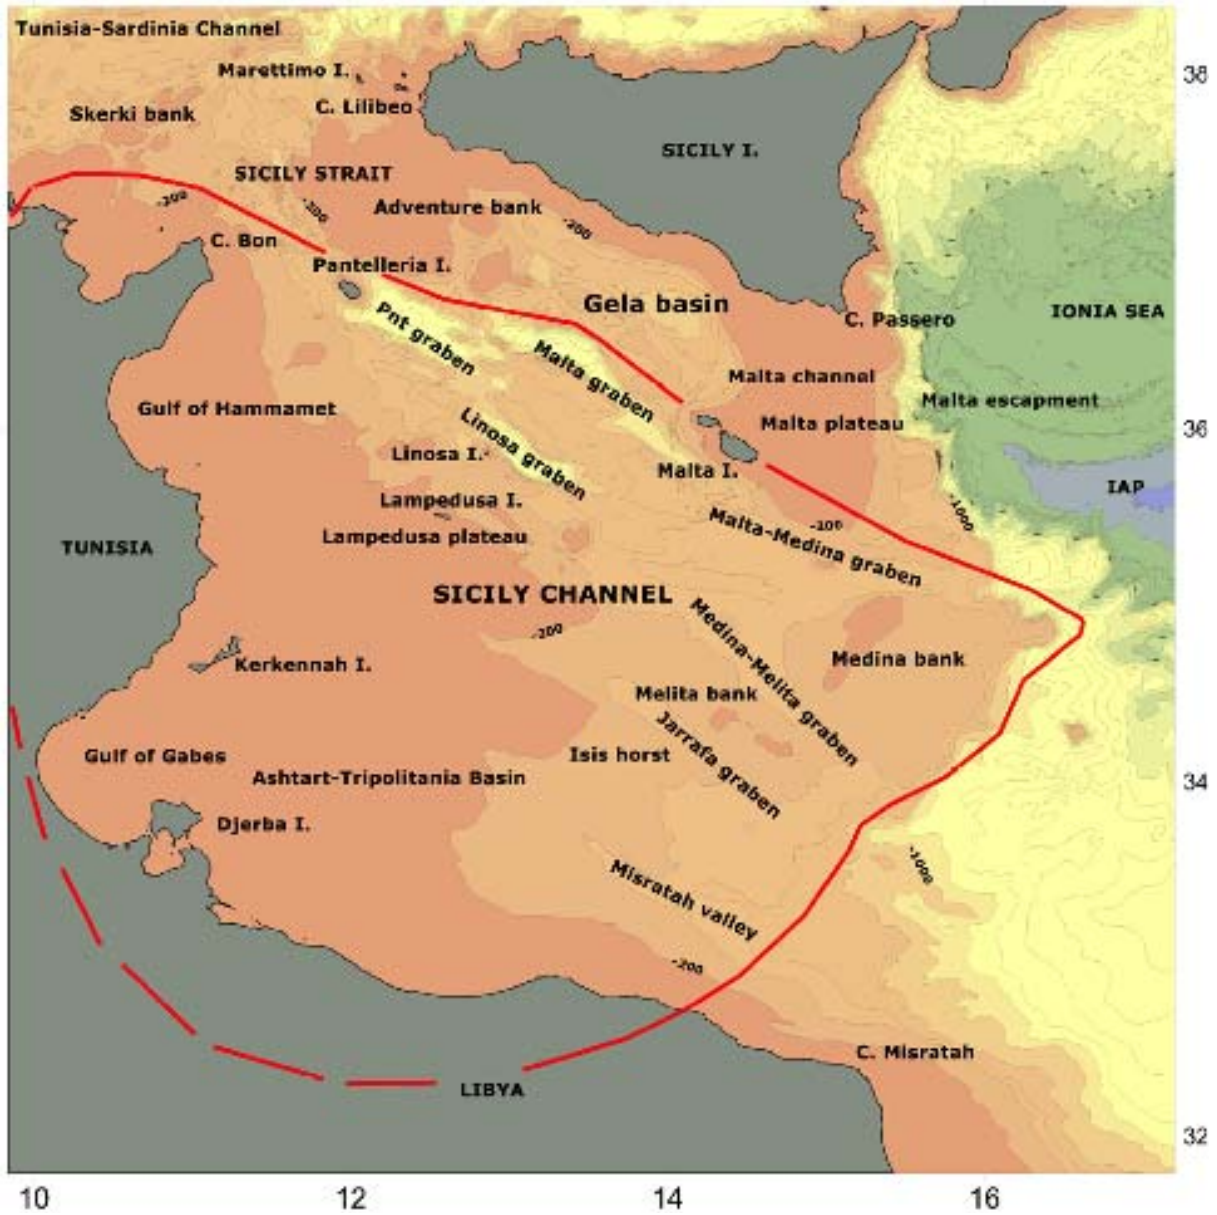 Tunisia-Sardinia Channel
Marettimo I.
38
C. Lilibeo
Skerki bank
SICILY I.
SICILY STRAIT
-200
-200
Adventure bank
-200
C. Bon
Pantelleria I.
Gela basin
IONIA SEA
C. Passero
Pnt graben
Malta graben
Malta channel
Malta escapment
Gulf of Hammamet
Malta plateau
36
Linosa graben
Linosa I.
Malta I.
IAP
Lampedusa I.
-1000
-200
Lampedusa plateau
Malta-Medina graben
TUNISIA
SICILY CHANNEL
-200
Medina-Melita graben
Kerkennah I.
Medina bank
Melita bank
Jarrafa graben
Gulf of Gabes
Isis horst
Ashtart-Tripolitania Basin
34
Djerba I.
-1000
Misratah valley
-200
C. Misratah
LIBYA
32
10
12
14
16